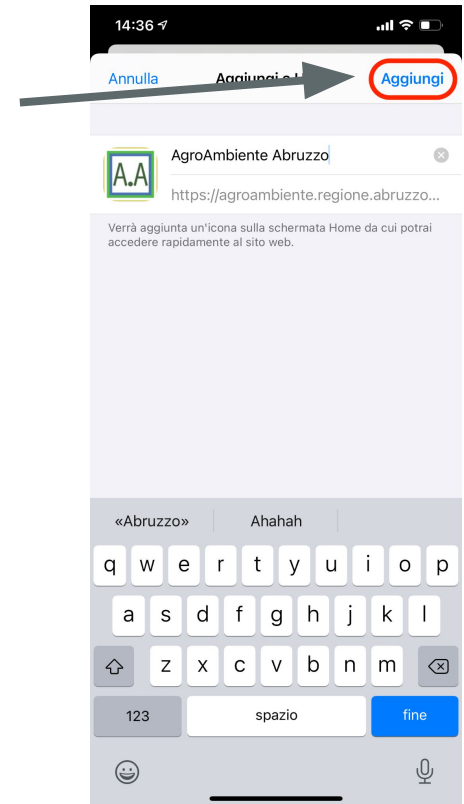 14:36
Annulla
Aggiungi
A.A
AgroAmbiente Abruzzo
https://agroambiente.regione.abruzzo...
Verrà aggiunta un'icona sulla schermata Home da cui potrai
accedere rapidamente al sito web.
«Abruzzo» Ahahah
q w e r t y u i o p
a s d f g h j k l
z x c v b n m
123 spazio fine